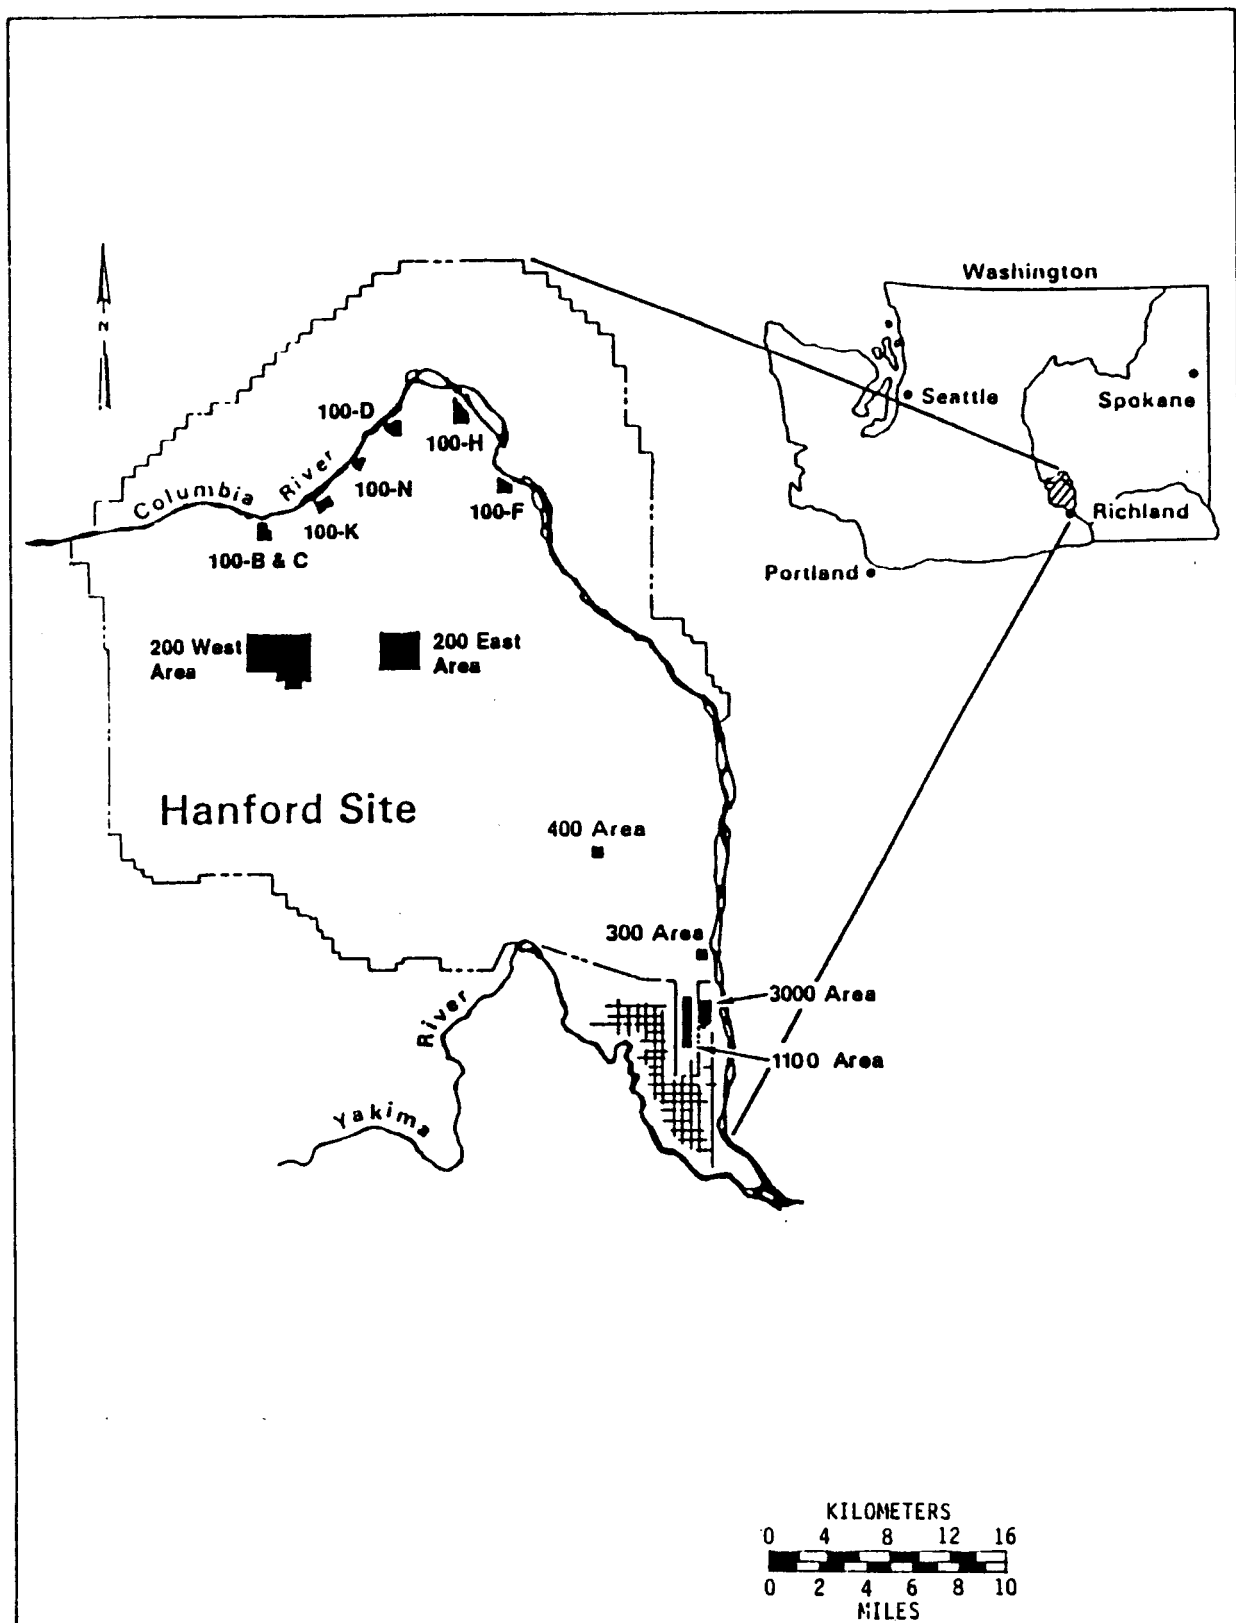 Washington
Seattle
Spokane
Richland
Portland
N
100-D
100-H
Columbia River
100-N
100-K
100-F
100-B & C
200 West
Area
200 East
Area
Hanford Site
400 Area
300 Area
3000 Area
1100 Area
Yakima River
KILOMETERS
0 4 8 12 16
0 2 4 6 8 10
MILES